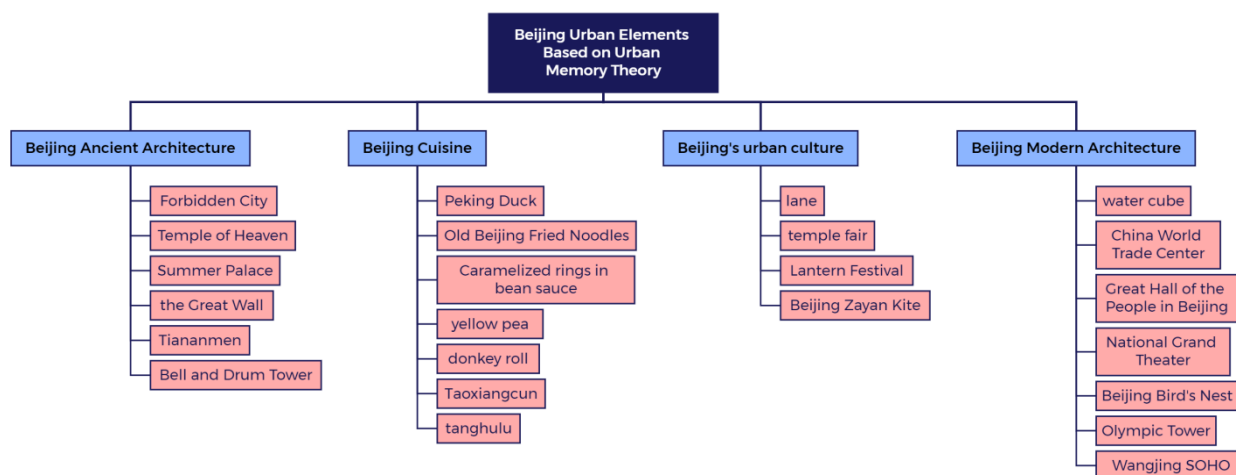 Beijing Urban Elements
Based on Urban
Memory Theory
Beijing Ancient Architecture
Forbidden City
Temple of Heaven
Summer Palace
the Great Wall
Tiananmen
Bell and Drum Tower
Beijing Cuisine
Peking Duck
Old Beijing Fried Noodles
Caramelized rings in
bean sauce
yellow pea
donkey roll
Taoxiangcun
tanghulu
Beijing's urban culture
lane
temple fair
Lantern Festival
Beijing Zayan Kite
Beijing Modern Architecture
water cube
China World
Trade Center
Great Hall of the
People in Beijing
National Grand
Theater
Beijing Bird's Nest
Olympic Tower
Wangjing SOHO